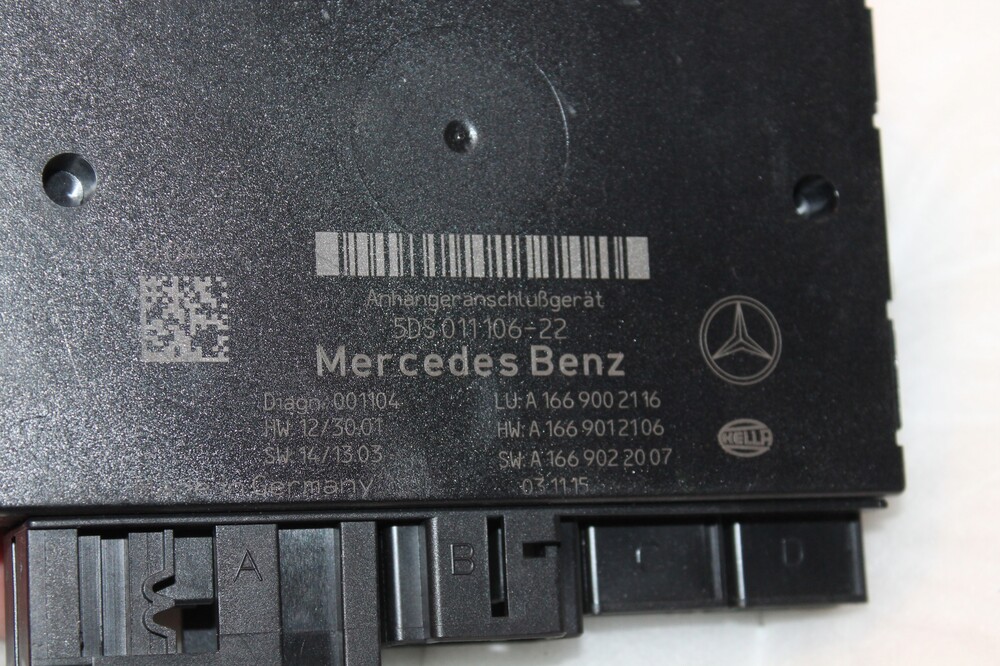 Anhängeranschlußgerät
5DS 011 106-22
Mercedes Benz
Diagn. 001104
LU: A 166 900 21 16
HW 12/30.01
HW: A 166 901 21 06
SW 14/13.03
SW: A 166 902 20 07
Germany
03.11.15
HELLA
A
B
C
D